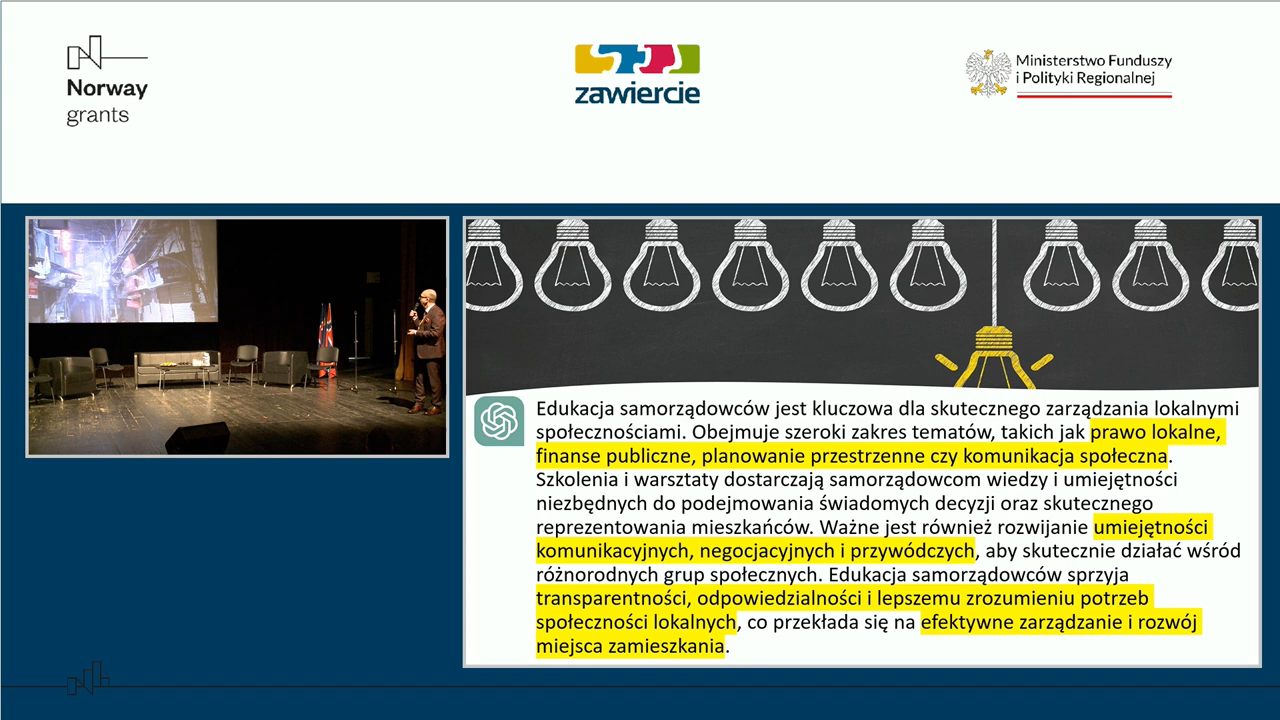 Norway
grants
zawiercie
Ministerstwo Funduszy
i Polityki Regionalnej
Edukacja samorządowców jest kluczowa dla skutecznego zarządzania lokalnymi
społecznościami. Obejmuje szeroki zakres tematów, takich jak prawo lokalne,
finanse publiczne, planowanie przestrzenne czy komunikacja społeczna.
Szkolenia i warsztaty dostarczają samorządowcom wiedzy i umiejętności
niezbędnych do podejmowania świadomych decyzji oraz skutecznego
reprezentowania mieszkańców. Ważne jest również rozwijanie umiejętności
komunikacyjnych, negocjacyjnych i przywódczych, aby skutecznie działać wśród
różnorodnych grup społecznych. Edukacja samorządowców sprzyja
transparentności, odpowiedzialności i lepszemu zrozumieniu potrzeb
społeczności lokalnych, co przekłada się na efektywne zarządzanie i rozwój
miejsca zamieszkania.